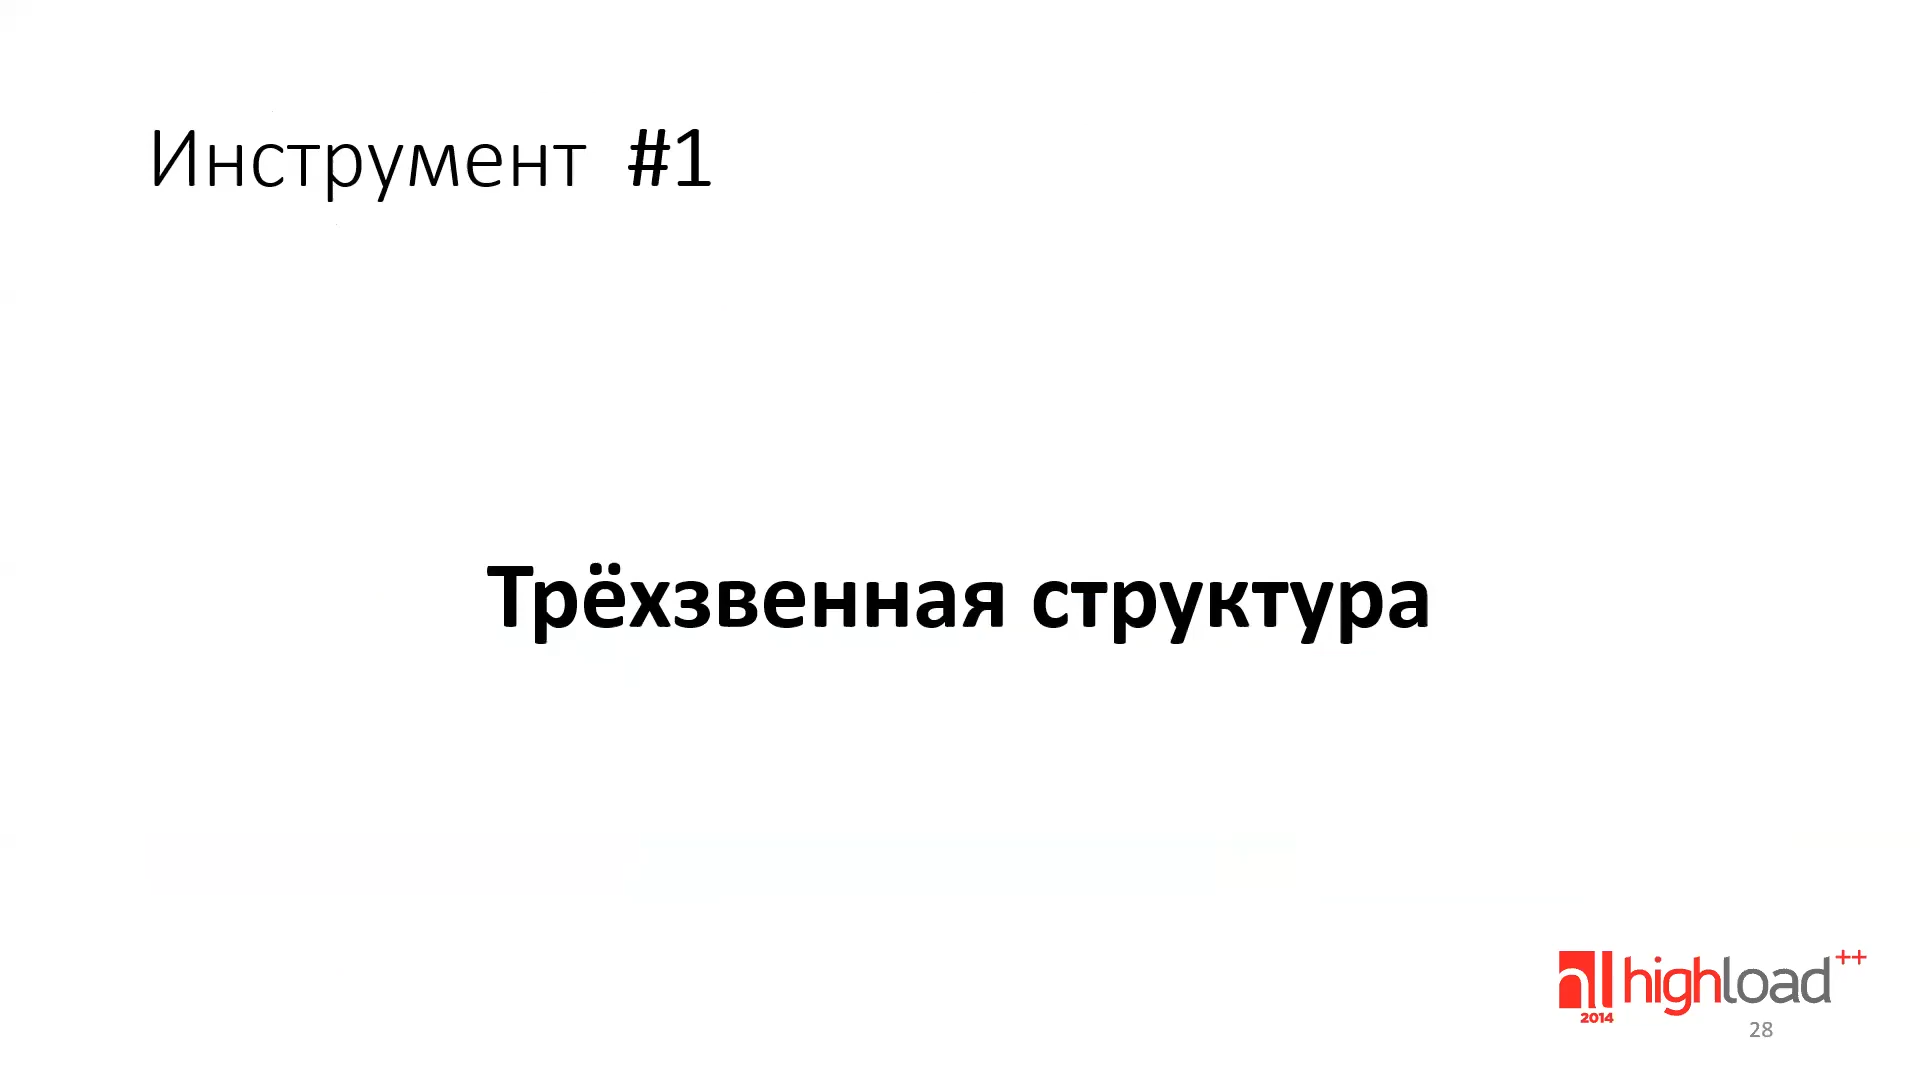 Инструмент #1
Трёхзвенная структура
highload++
2014
28